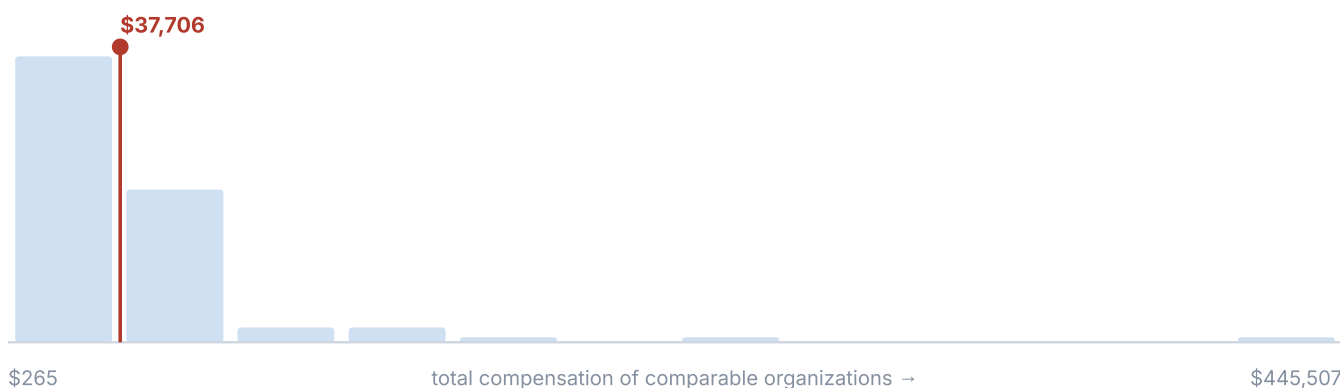 $37,706
$265
total compensation of comparable organizations →
$445,507